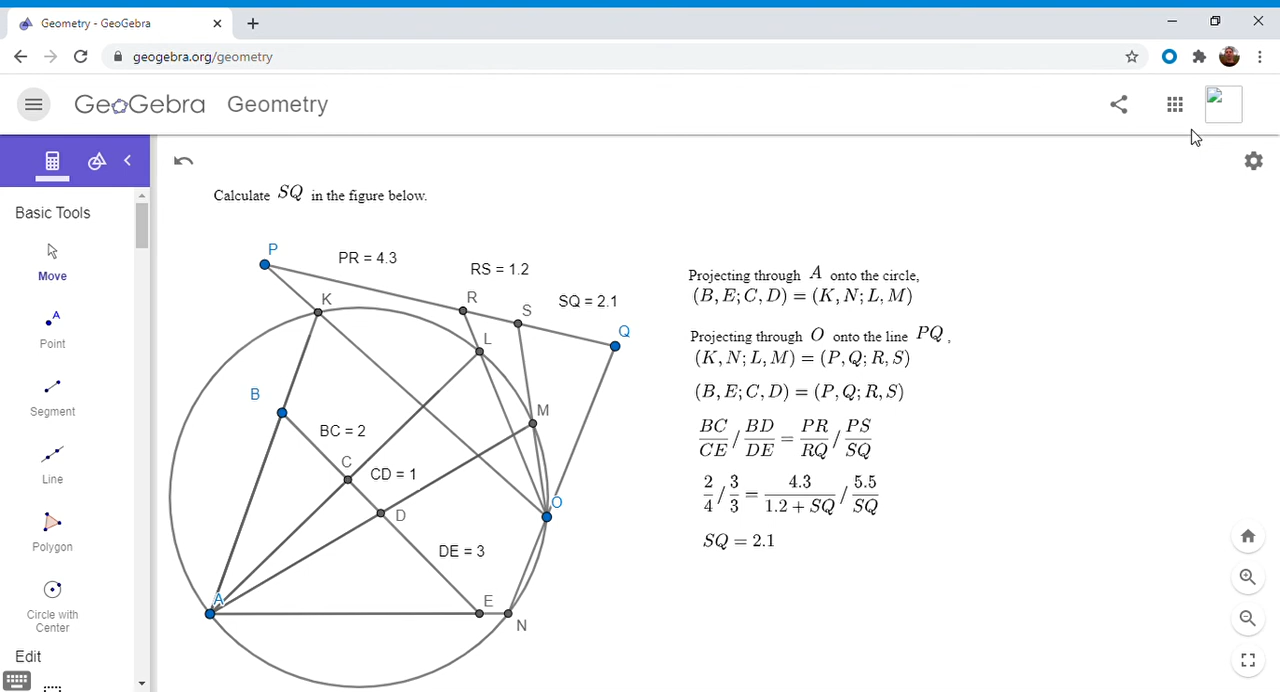 Geometry - GeoGebra
geogebra.org/geometry
GeoGebra Geometry
Basic Tools
Move
A
Point
Segment
Line
Polygon
Circle with
Center
Edit
Calculate SQ in the figure below.
P
PR = 4.3
RS = 1.2
SQ = 2.1
K
R
S
Q
L
B
M
BC = 2
C
CD = 1
D
O
DE = 3
A
E
N
Projecting through A onto the circle,
(B, E; C, D) = (K, N; L, M)
Projecting through O onto the line PQ,
(K, N; L, M) = (P, Q; R, S)
(B, E; C, D) = (P, Q; R, S)
BC/CE / BD/DE = PR/RQ / PS/SQ
2/4 / 3/3 = 4.3/1.2 + SQ / 5.5/SQ
SQ = 2.1